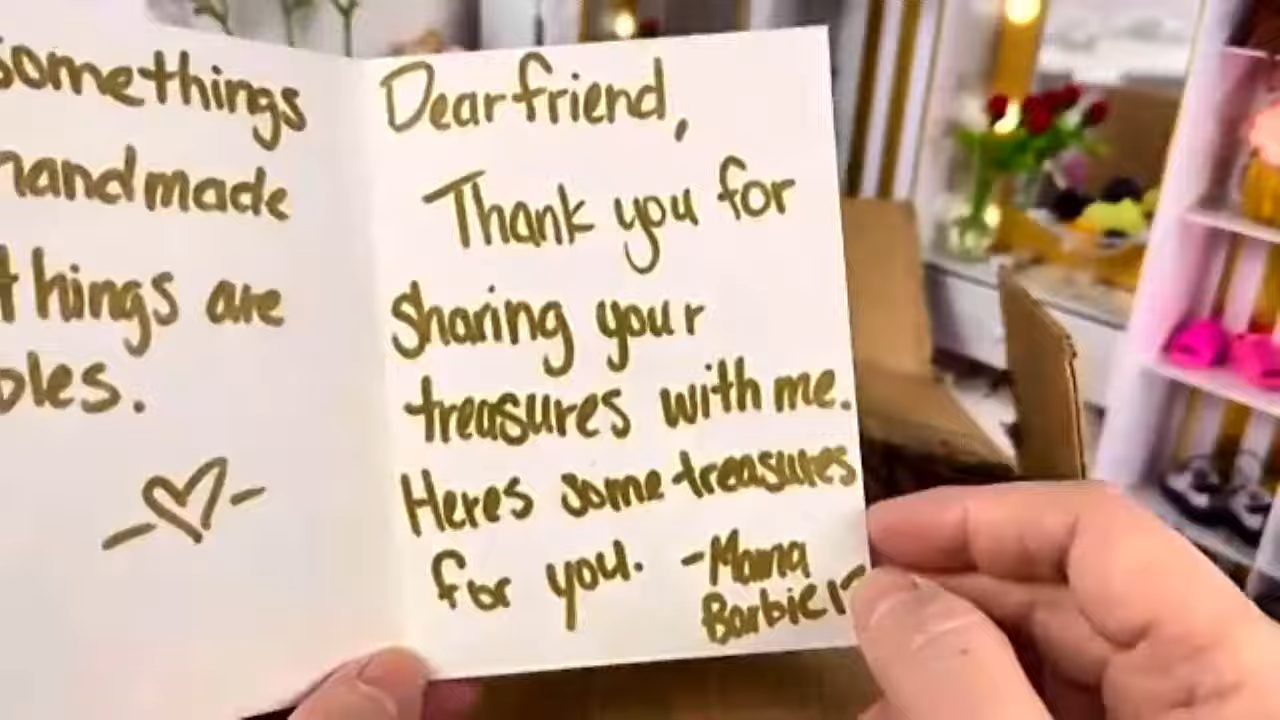 somethings
handmade
things are
Dear friend,
Thank you for
sharing your
treasures with me.
Heres some treasures
for you. -Mama
Barbie